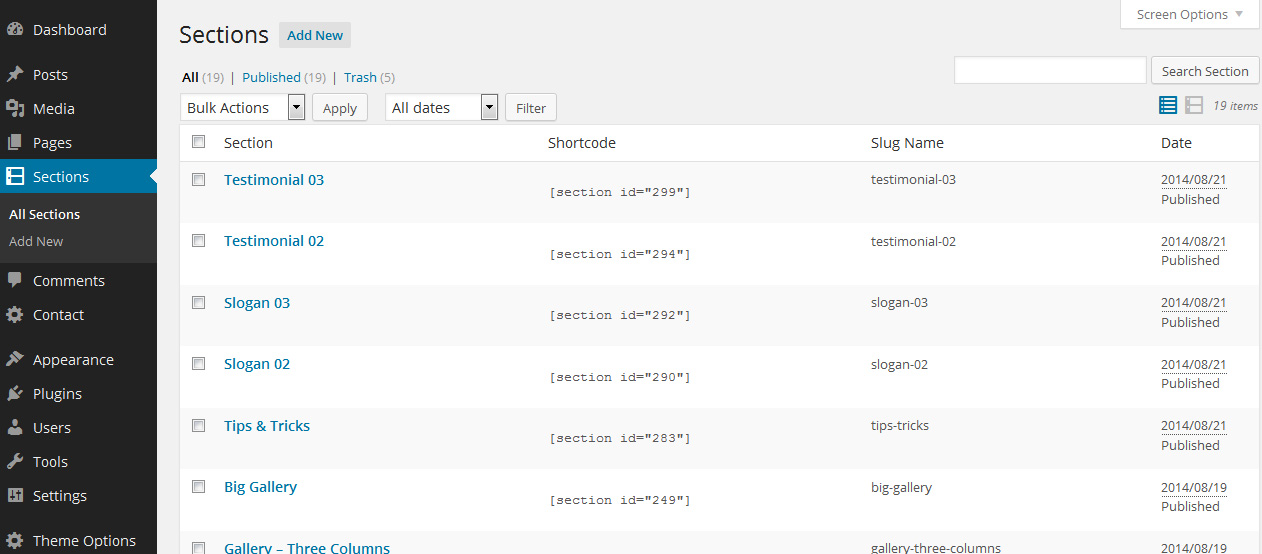 Dashboard
Posts
Media
Pages
Sections
All Sections
Add New
Comments
Contact
Appearance
Plugins
Users
Tools
Settings
Theme Options
Screen Options
Sections Add New
All (19) | Published (19) | Trash (5)
Search Section
Bulk Actions Apply All dates Filter 19 items
Section Shortcode Slug Name Date
Testimonial 03 [section id="299"] testimonial-03 2014/08/21
Published
Testimonial 02 [section id="294"] testimonial-02 2014/08/21
Published
Slogan 03 [section id="292"] slogan-03 2014/08/21
Published
Slogan 02 [section id="290"] slogan-02 2014/08/21
Published
Tips & Tricks [section id="283"] tips-tricks 2014/08/21
Published
Big Gallery [section id="249"] big-gallery 2014/08/19
Published
Gallery – Three Columns gallery-three-columns 2014/08/19